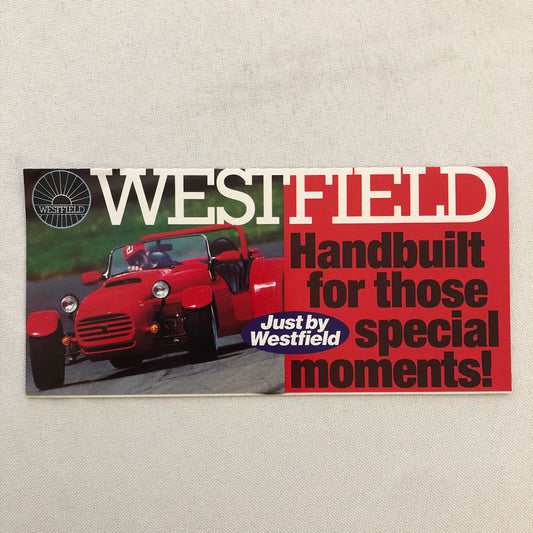 WESTFIELD
WESTFIELD
Handbuilt
for those
special
moments!
Just by
Westfield